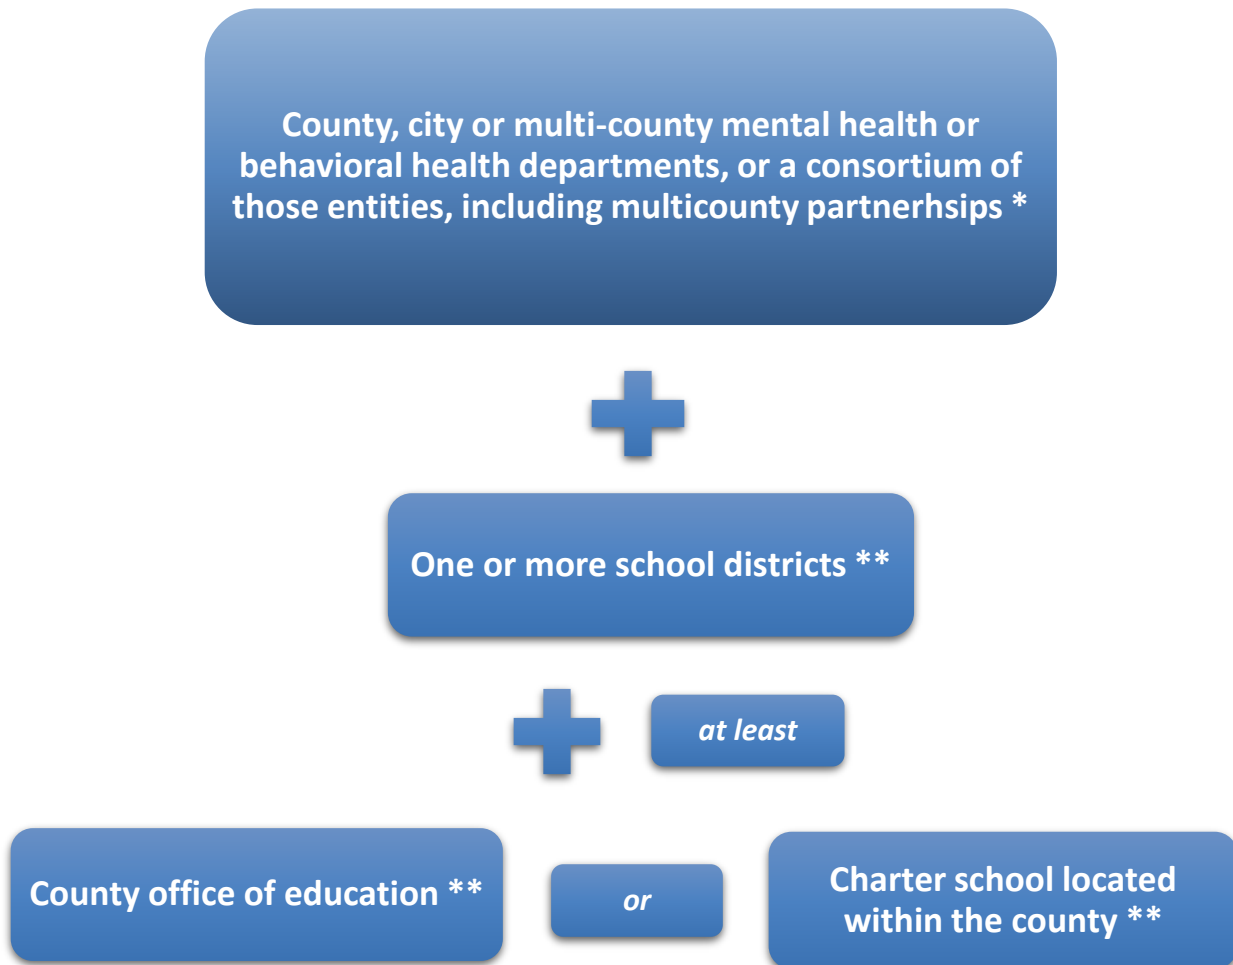 County, city or multi-county mental health or
behavioral health departments, or a consortium of
those entities, including multicounty partnerhsips *
One or more school districts **
at least
County office of education **
or
Charter school located
within the county **